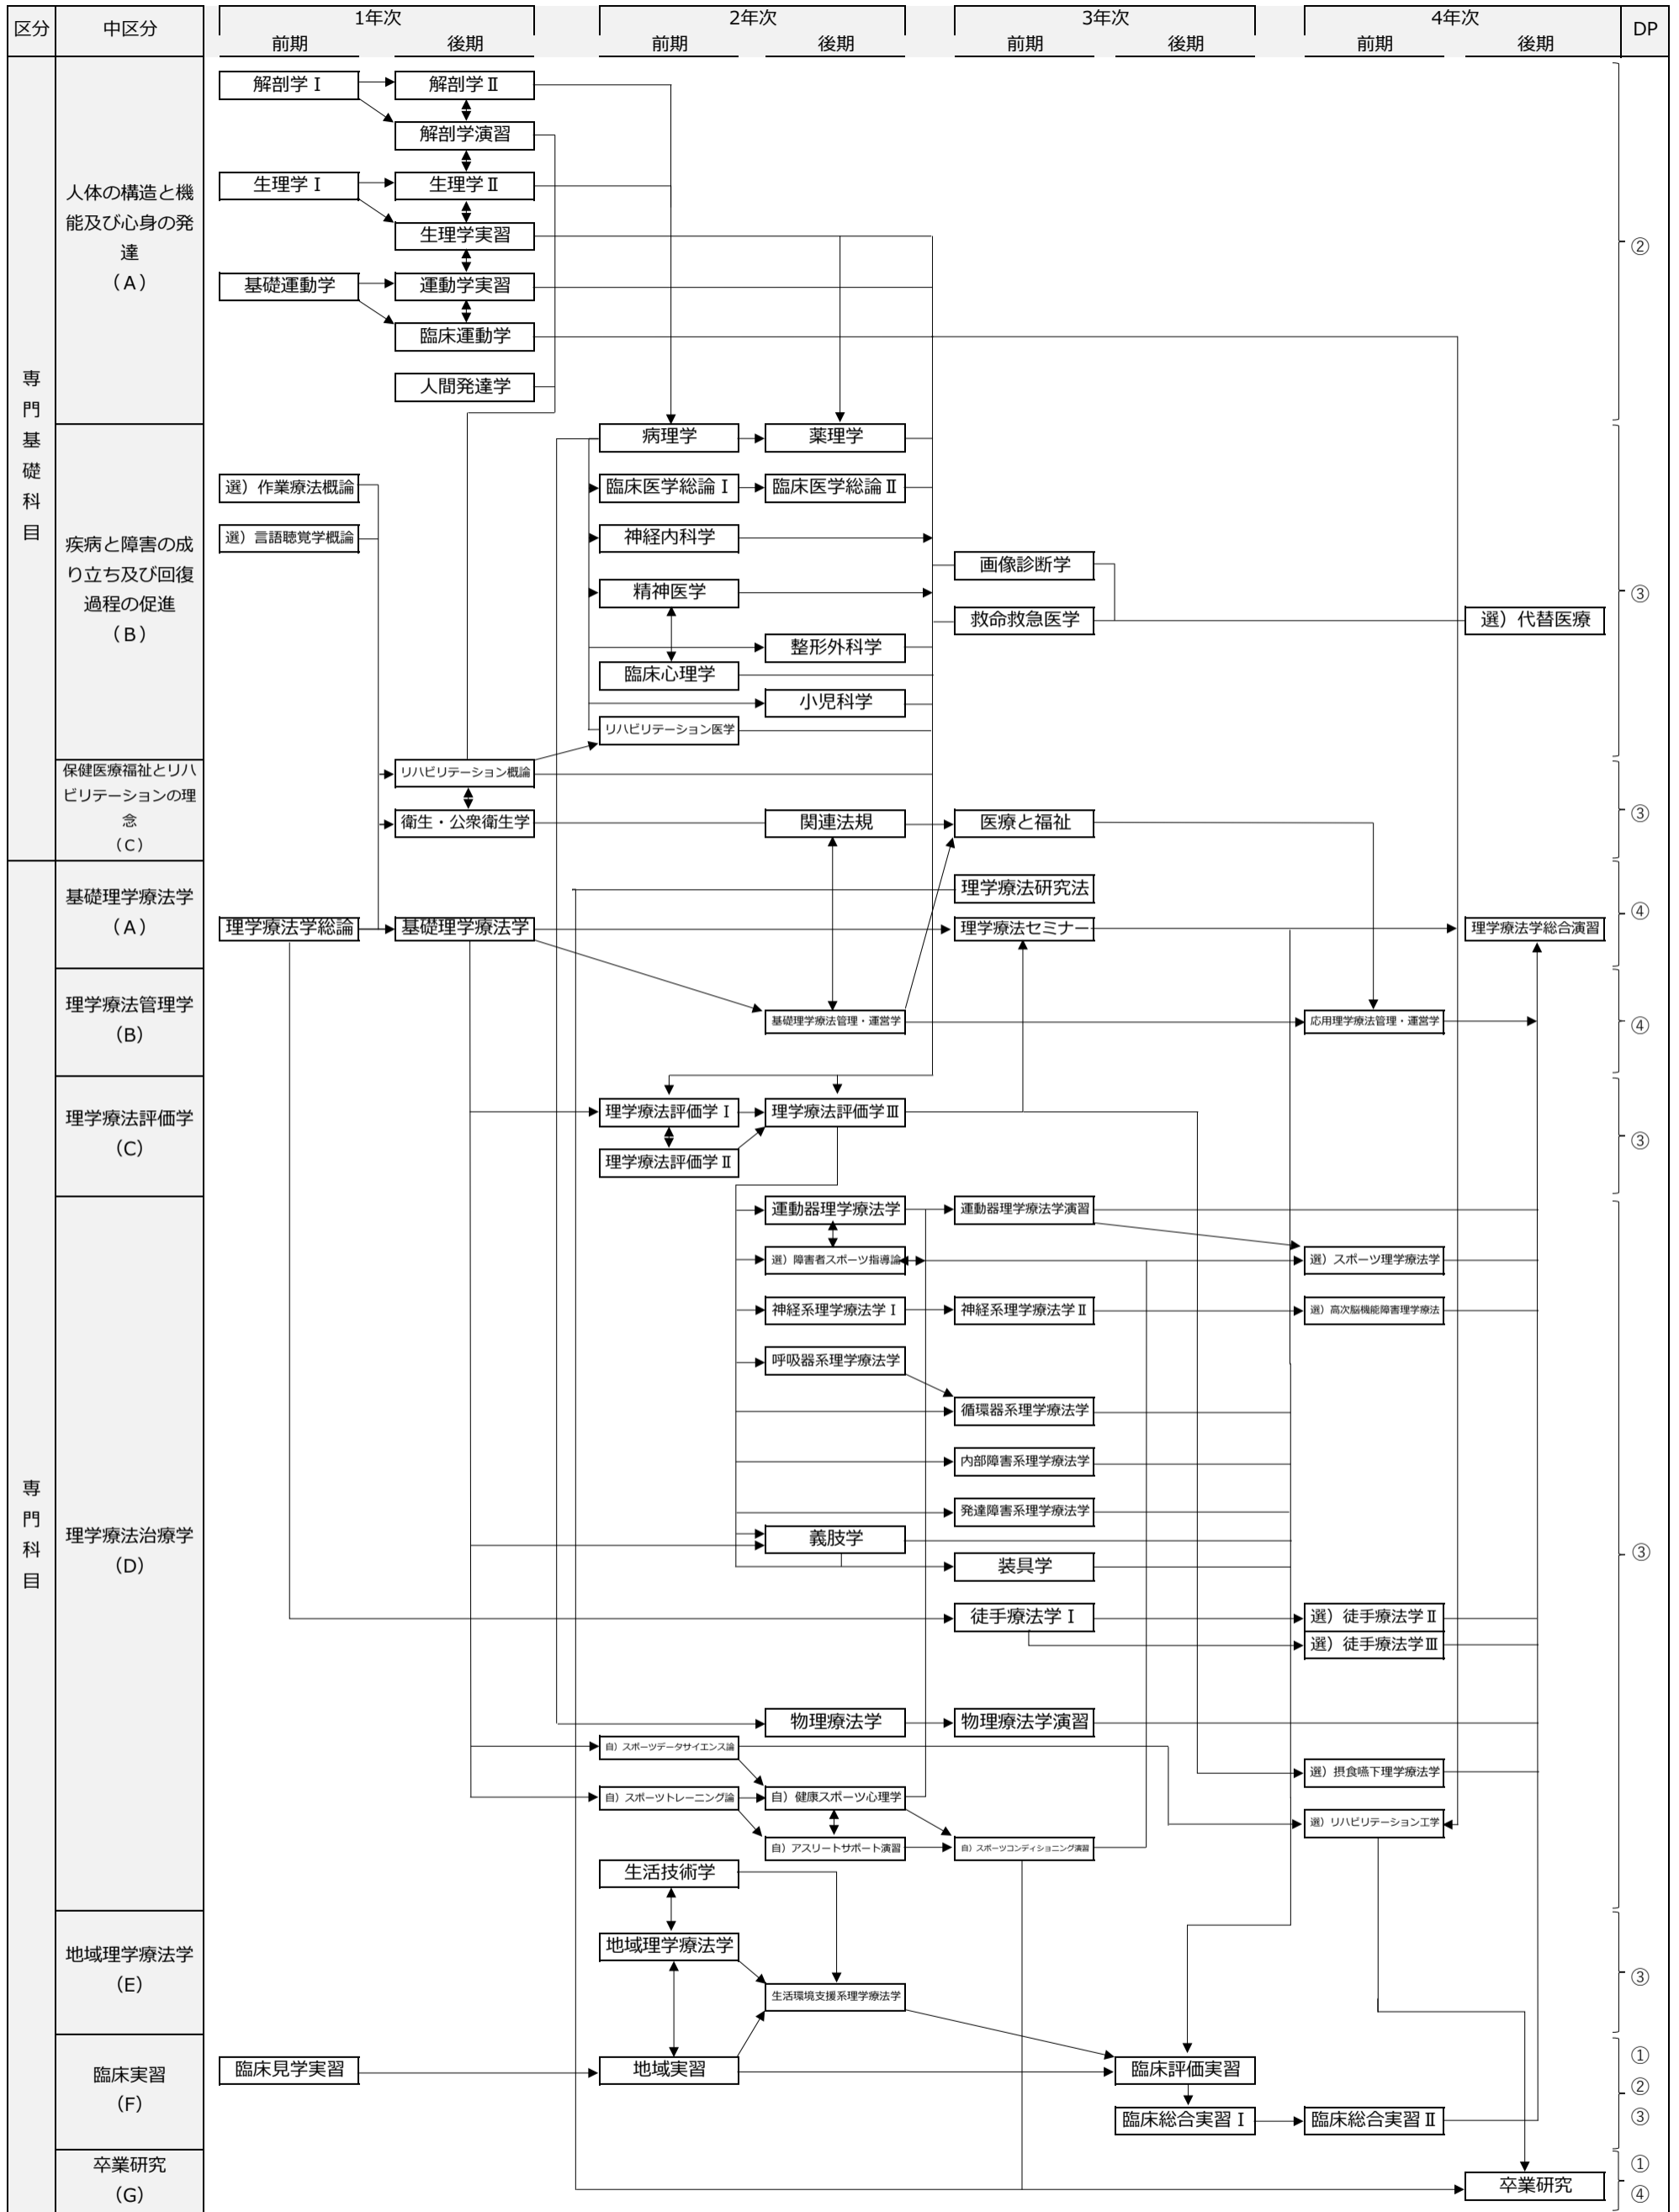 区分
中区分
1年次
2年次
3年次
4年次
DP
前期
後期
前期
後期
前期
後期
前期
後期
専
門
基
礎
科
目
人体の構造と機
能及び心身の発
達
（A）
解剖学Ⅰ
解剖学Ⅱ
解剖学演習
生理学Ⅰ
生理学Ⅱ
生理学実習
基礎運動学
運動学実習
臨床運動学
人間発達学
②
疾病と障害の成
り立ち及び回復
過程の促進
（B）
病理学
薬理学
選）作業療法概論
臨床医学総論Ⅰ
臨床医学総論Ⅱ
選）言語聴覚学概論
神経内科学
画像診断学
精神医学
救命救急医学
選）代替医療
整形外科学
臨床心理学
小児科学
リハビリテーション医学
③
保健医療福祉とリハ
ビリテーションの理
念
（C）
リハビリテーション概論
衛生・公衆衛生学
関連法規
医療と福祉
③
専
門
科
目
基礎理学療法学
（A）
理学療法研究法
理学療法学総論
基礎理学療法学
理学療法セミナー
理学療法学総合演習
④
理学療法管理学
（B）
基礎理学療法管理・運営学
応用理学療法管理・運営学
④
理学療法評価学
（C）
理学療法評価学Ⅰ
理学療法評価学Ⅲ
理学療法評価学Ⅱ
③
理学療法治療学
（D）
運動器理学療法学
運動器理学療法学演習
選）障害者スポーツ指導論
選）スポーツ理学療法学
神経系理学療法学Ⅰ
神経系理学療法学Ⅱ
選）高次脳機能障害理学療法
呼吸器系理学療法学
循環器系理学療法学
内部障害系理学療法学
発達障害系理学療法学
義肢学
装具学
徒手療法学Ⅰ
選）徒手療法学Ⅱ
選）徒手療法学Ⅲ
物理療法学
物理療法学演習
自）スポーツデータサイエンス論
選）摂食嚥下理学療法学
自）スポーツトレーニング論
自）健康スポーツ心理学
選）リハビリテーション工学
自）アスリートサポート演習
自）スポーツコンディショニング演習
生活技術学
③
地域理学療法学
（E）
地域理学療法学
生活環境支援系理学療法学
③
臨床実習
（F）
臨床見学実習
地域実習
臨床評価実習
臨床総合実習Ⅰ
臨床総合実習Ⅱ
①
②
③
卒業研究
（G）
卒業研究
①
④